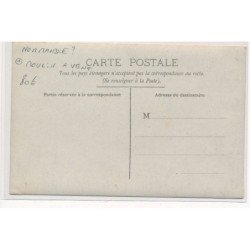 NORMANDIE ?
MOULIN A VENT
806
CARTE POSTALE
Tous les pays étrangers n'acceptent pas la correspondance au recto.
(Se renseigner à la Poste).
Partie réservée à la correspondance
Adresse du destinataire
M